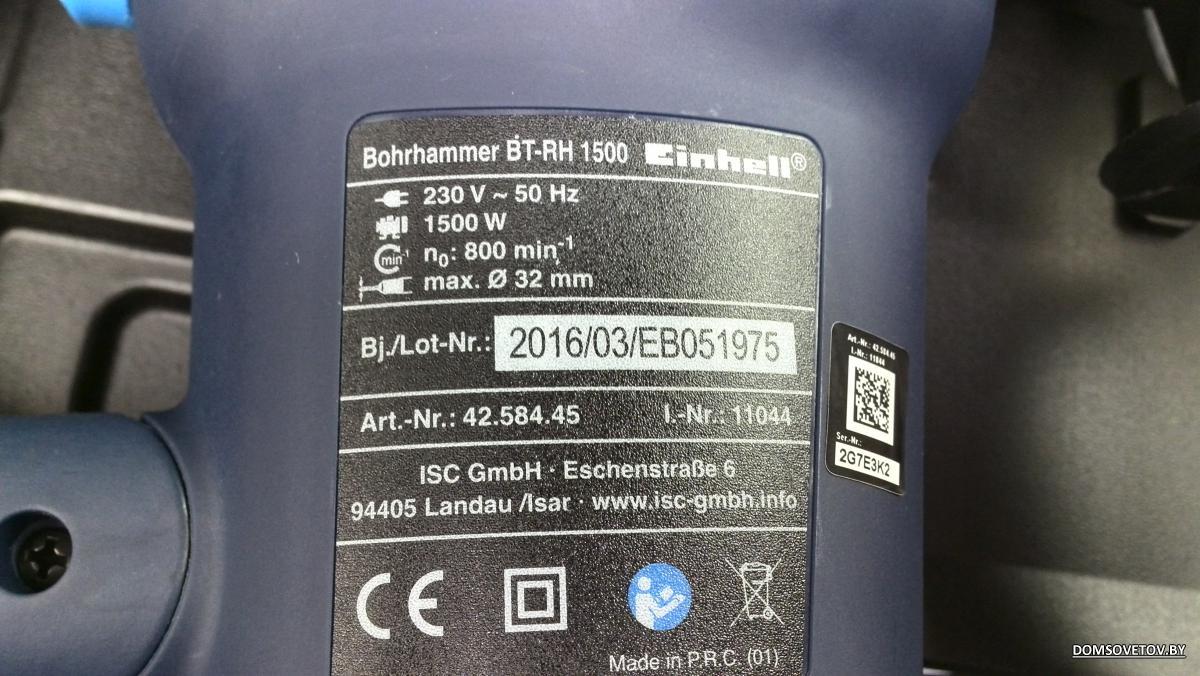 Bohrhammer BT-RH 1500 Einhell®
230 V ~ 50 Hz
1500 W
min⁻¹ n₀: 800 min⁻¹
max. Ø 32 mm
Bj./Lot-Nr.: 2016/03/EB051975
Art.-Nr.: 42.584.45 I.-Nr.: 11044
ISC GmbH · Eschenstraße 6
94405 Landau /Isar · www.isc-gmbh.info
CE
Made in P.R.C. (01)
Art.-Nr.: 42.584.45
I.-Nr.: 11044
Ser.-Nr.:
2G7E3K2
DOMSOVETOV.BY